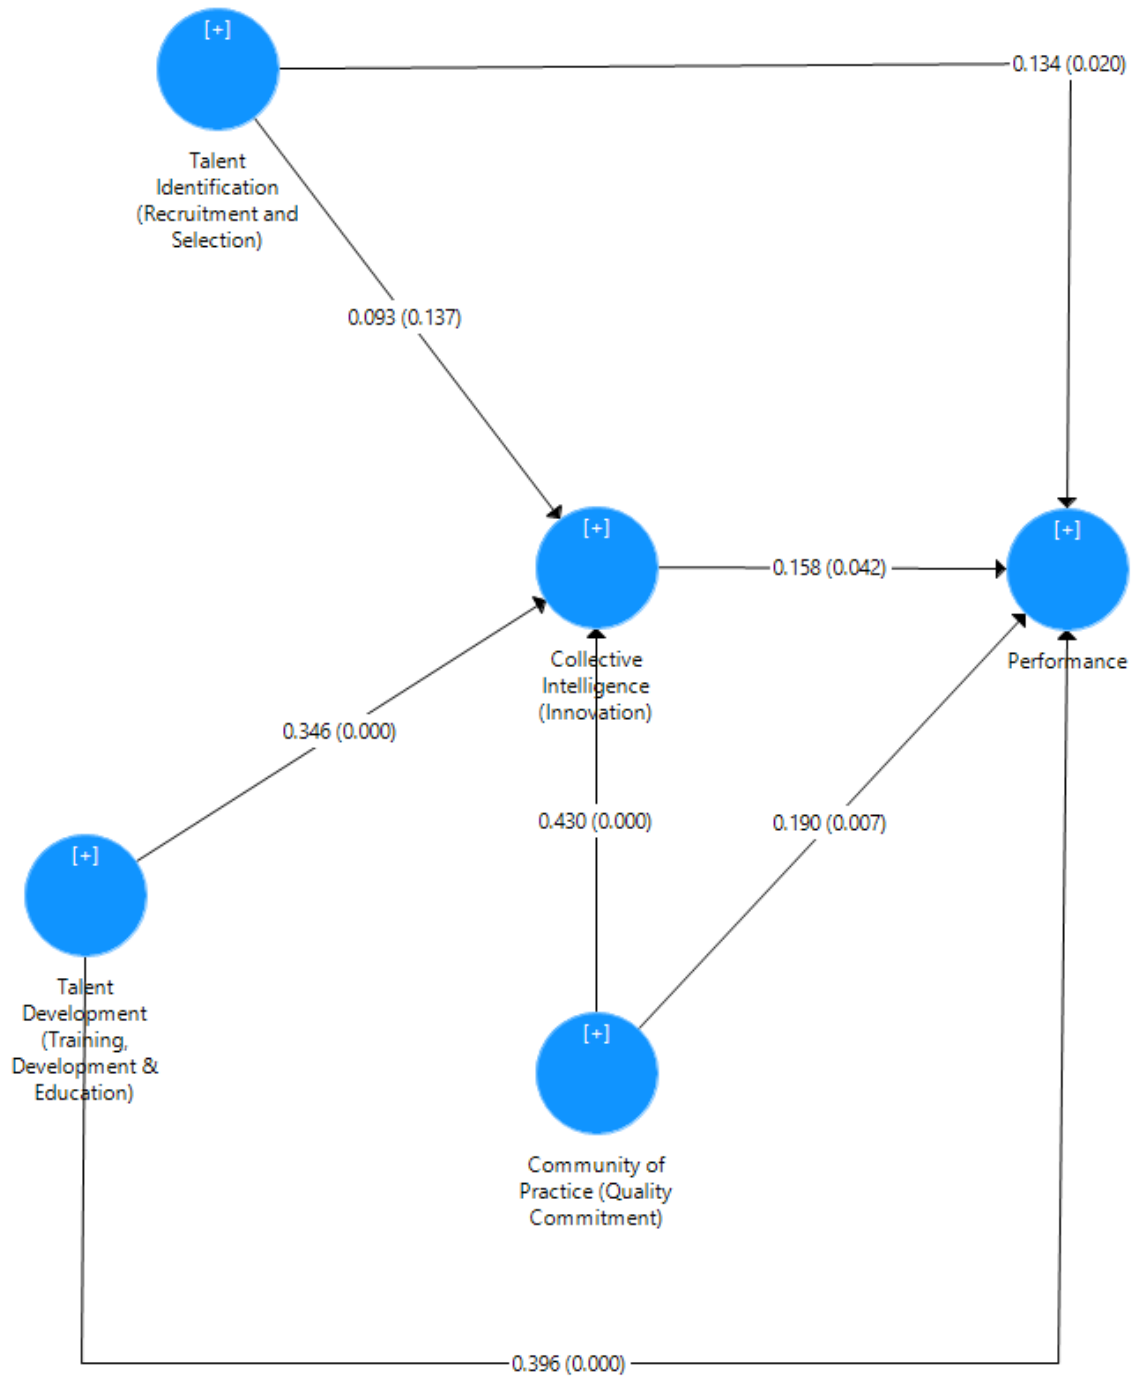 [+]
0.134 (0.020)
Talent
Identification
(Recruitment and
Selection)
0.093 (0.137)
[+]
[+]
0.158 (0.042)
Collective
Intelligence
(Innovation)
Performance
0.346 (0.000)
0.430 (0.000)
0.190 (0.007)
[+]
Talent
Development
(Training,
Development &
Education)
[+]
Community of
Practice (Quality
Commitment)
0.396 (0.000)